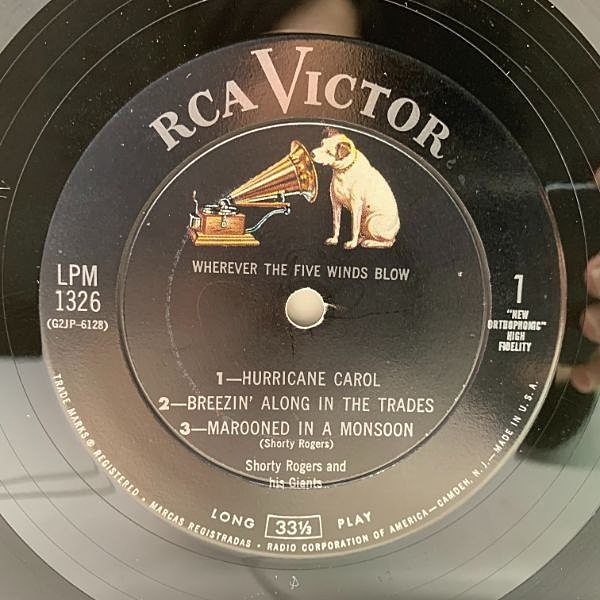 RCA VICTOR
WHEREVER THE FIVE WINDS BLOW
LPM
1326
(G2JP-6128)
1
"NEW
ORTHOPHONIC"
HIGH
FIDELITY
1—HURRICANE CAROL
2—BREEZIN' ALONG IN THE TRADES
3—MAROONED IN A MONSOON
(Shorty Rogers)
Shorty Rogers and
his Giants
LONG 33⅓ PLAY
TRADE MARKS ® REGISTERED • MARCAS REGISTRADAS • RADIO CORPORATION OF AMERICA—CAMDEN, N. J.—MADE IN U.S.A.